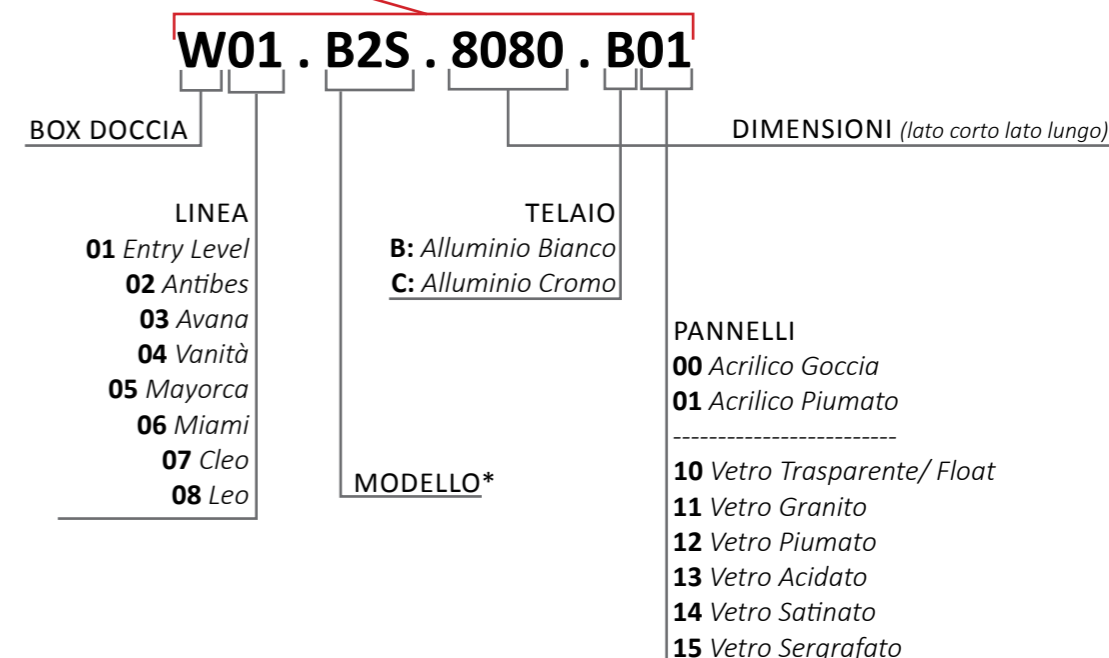 W01 . B2S . 8080 . B01
BOX DOCCIA
DIMENSIONI (lato corto lato lungo)
LINEA
01 Entry Level
02 Antibes
03 Avana
04 Vanità
05 Mayorca
06 Miami
07 Cleo
08 Leo
TELAIO
B: Alluminio Bianco
C: Alluminio Cromo
MODELLO*
PANNELLI
00 Acrilico Goccia
01 Acrilico Piumato
-------------------------
10 Vetro Trasparente/ Float
11 Vetro Granito
12 Vetro Piumato
13 Vetro Acidato
14 Vetro Satinato
15 Vetro Sergrafato